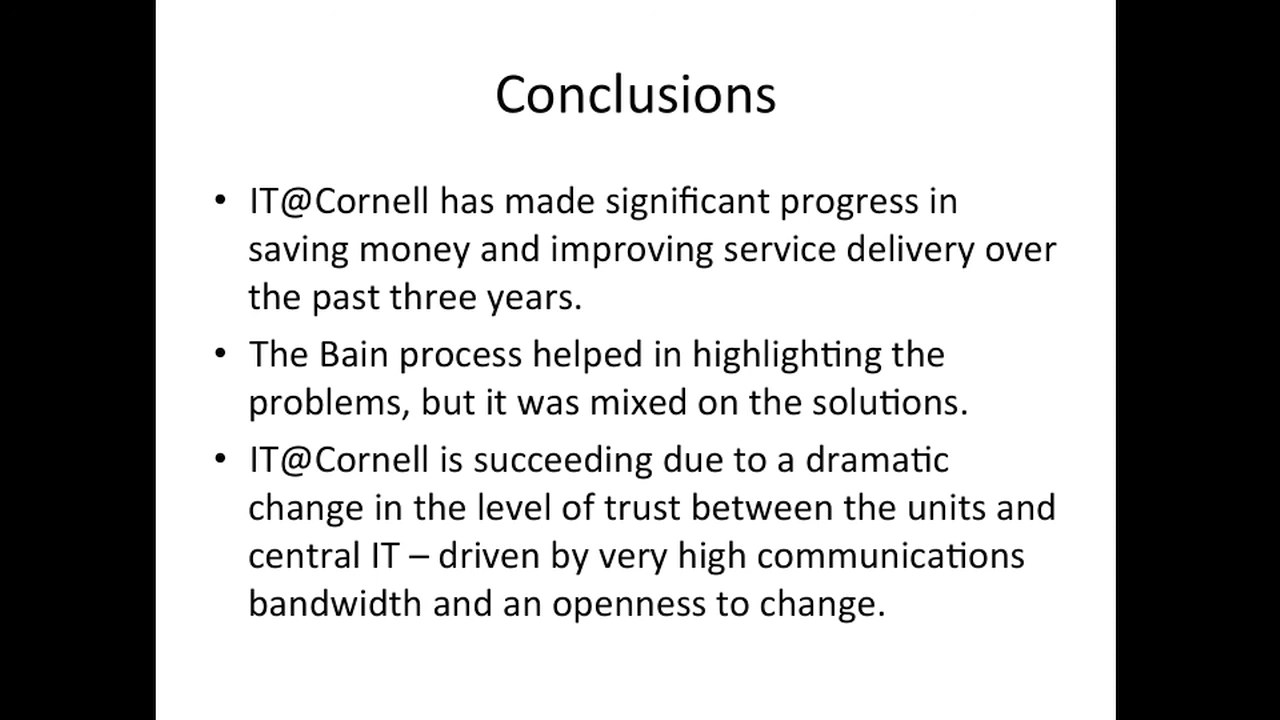 Conclusions
• IT@Cornell has made significant progress in
saving money and improving service delivery over
the past three years.
• The Bain process helped in highlighting the
problems, but it was mixed on the solutions.
• IT@Cornell is succeeding due to a dramatic
change in the level of trust between the units and
central IT – driven by very high communications
bandwidth and an openness to change.